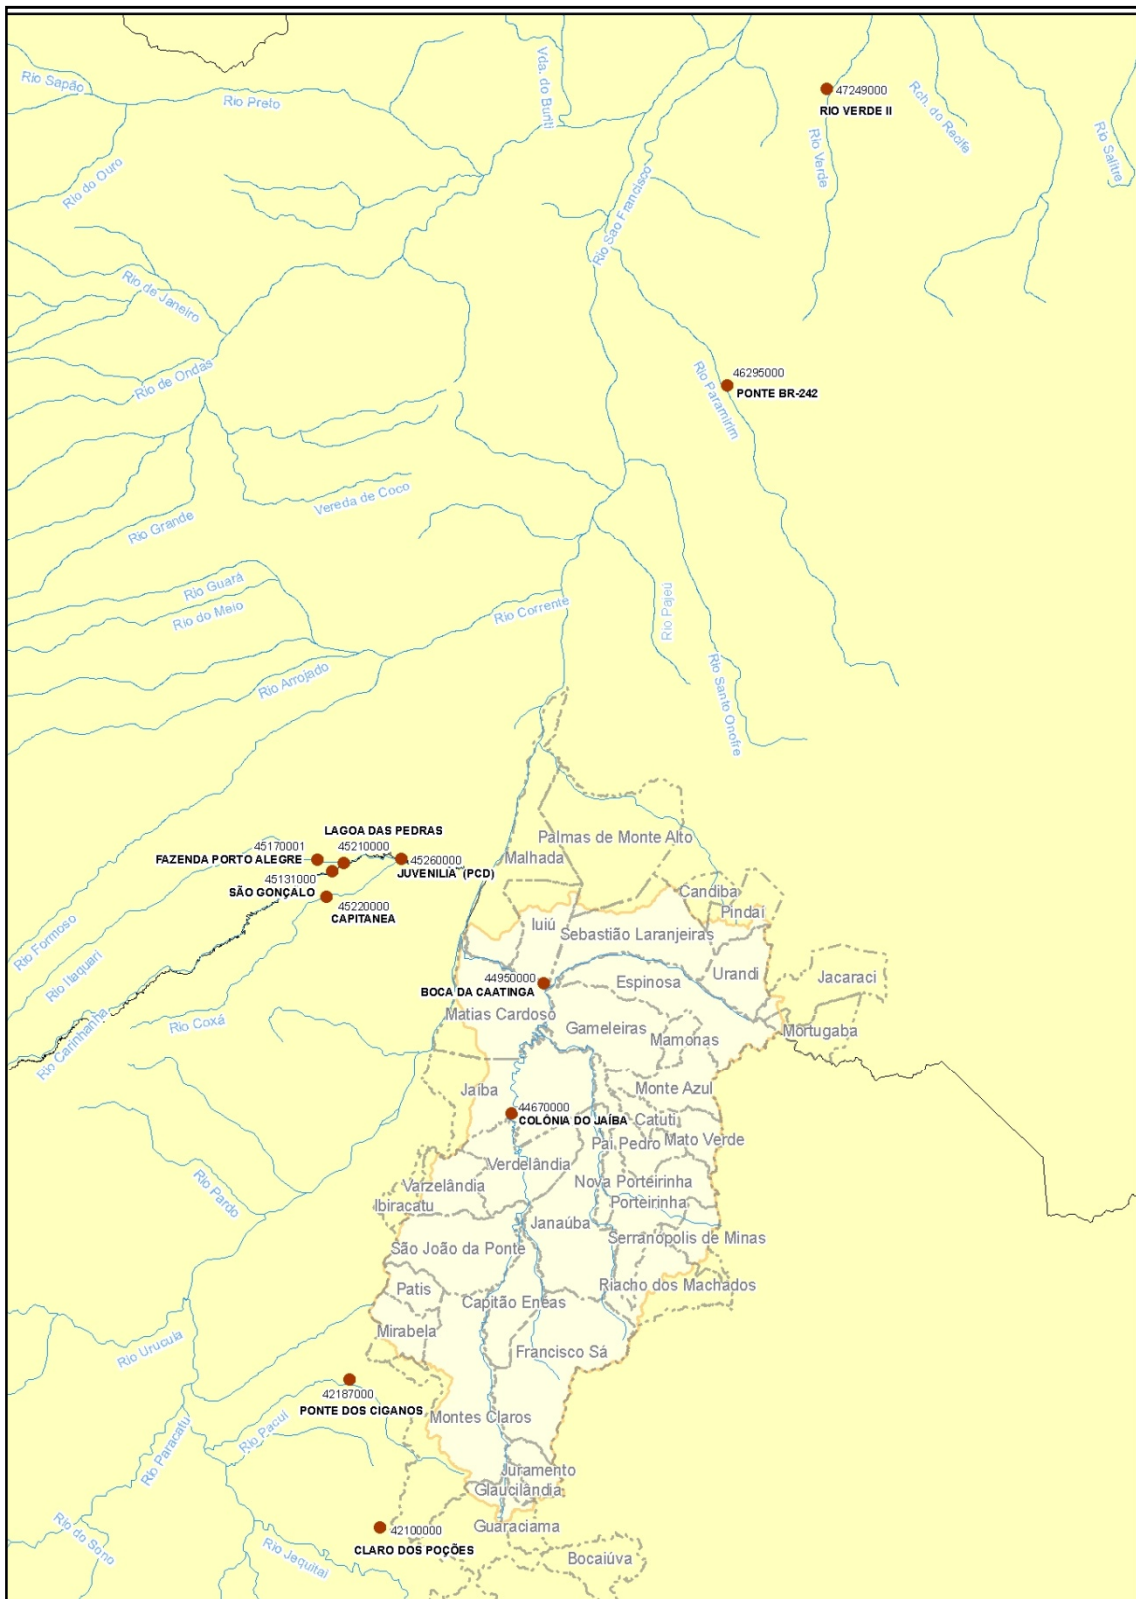 Rio Sapão
Rio Preto
Vda. do Buriti
47249000
RIO VERDE II
Rch. do Recife
Rio Salitre
Rio Verde
Rio do Ouro
Rio São Francisco
Rio de Janeiro
Rio de Ondas
46295000
PONTE BR-242
Rio Paramirim
Vereda de Coco
Rio Grande
Rio Guará
Rio do Meio
Rio Corrente
Rio Pajeú
Rio Arrojado
Rio Santo Onofre
LAGOA DAS PEDRAS
45170001
45210000
FAZENDA PORTO ALEGRE
45260000
JUVENILIA (PCD)
45131000
SÃO GONÇALO
45220000
CAPITANEA
Palmas de Monte Alto
Malhada
Candiba
Pindaí
Iuiú
Sebastião Laranjeiras
Rio Formoso
Rio Itaquari
Urandi
Jacaraci
44950000
BOCA DA CAATINGA
Espinosa
Rio Carinhanha
Rio Coxá
Matias Cardoso
Gameleiras
Mamonas
Mortugaba
Jaíba
Monte Azul
44670000
COLÔNIA DO JAÍBA
Catuti
Pai Pedro
Mato Verde
Verdelândia
Rio Pardo
Varzelândia
Nova Porteirinha
Ibiracatu
Porteirinha
Janaúba
São João da Ponte
Serranópolis de Minas
Patis
Riacho dos Machados
Capitão Enéas
Mirabela
Rio Urucuia
Francisco Sá
42187000
PONTE DOS CIGANOS
Montes Claros
Rio Pacuí
Rio Paracatu
Juramento
Glaucilândia
Guaraciama
Rio do Sono
42100000
CLARO DOS POÇÕES
Rio Jequitaí
Bocaiúva